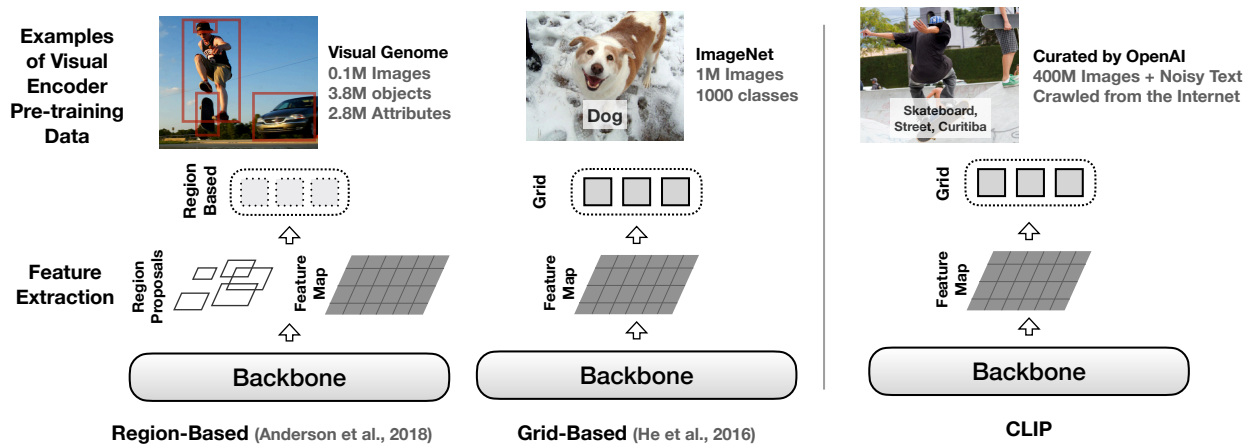 Examples
of Visual
Encoder
Pre-training
Data
Visual Genome
0.1M Images
3.8M objects
2.8M Attributes
Dog
ImageNet
1M Images
1000 classes
Skateboard,
Street, Curitiba
Curated by OpenAI
400M Images + Noisy Text
Crawled from the Internet
Region
Based
Grid
Grid
Feature
Extraction
Region
Proposals
Feature
Map
Feature
Map
Feature
Map
Backbone
Backbone
Backbone
Region-Based (Anderson et al., 2018)
Grid-Based (He et al., 2016)
CLIP